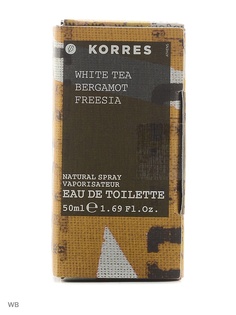 KORRES
WHITE TEA
BERGAMOT
FREESIA
NATURAL SPRAY
VAPORISATEUR
EAU DE TOILETTE
50ml ℮ 1.69 Fl.Oz.
WB